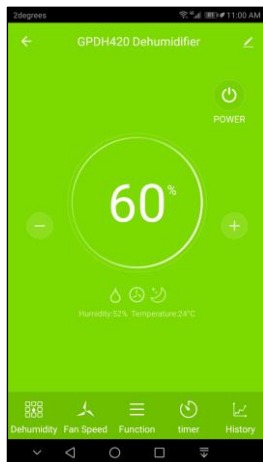 2degrees 11:00 AM
GPDH420 Dehumidifier
POWER
60%
Humidity:52% Temperature:24°C
Dehumidity Fan Speed Function timer History